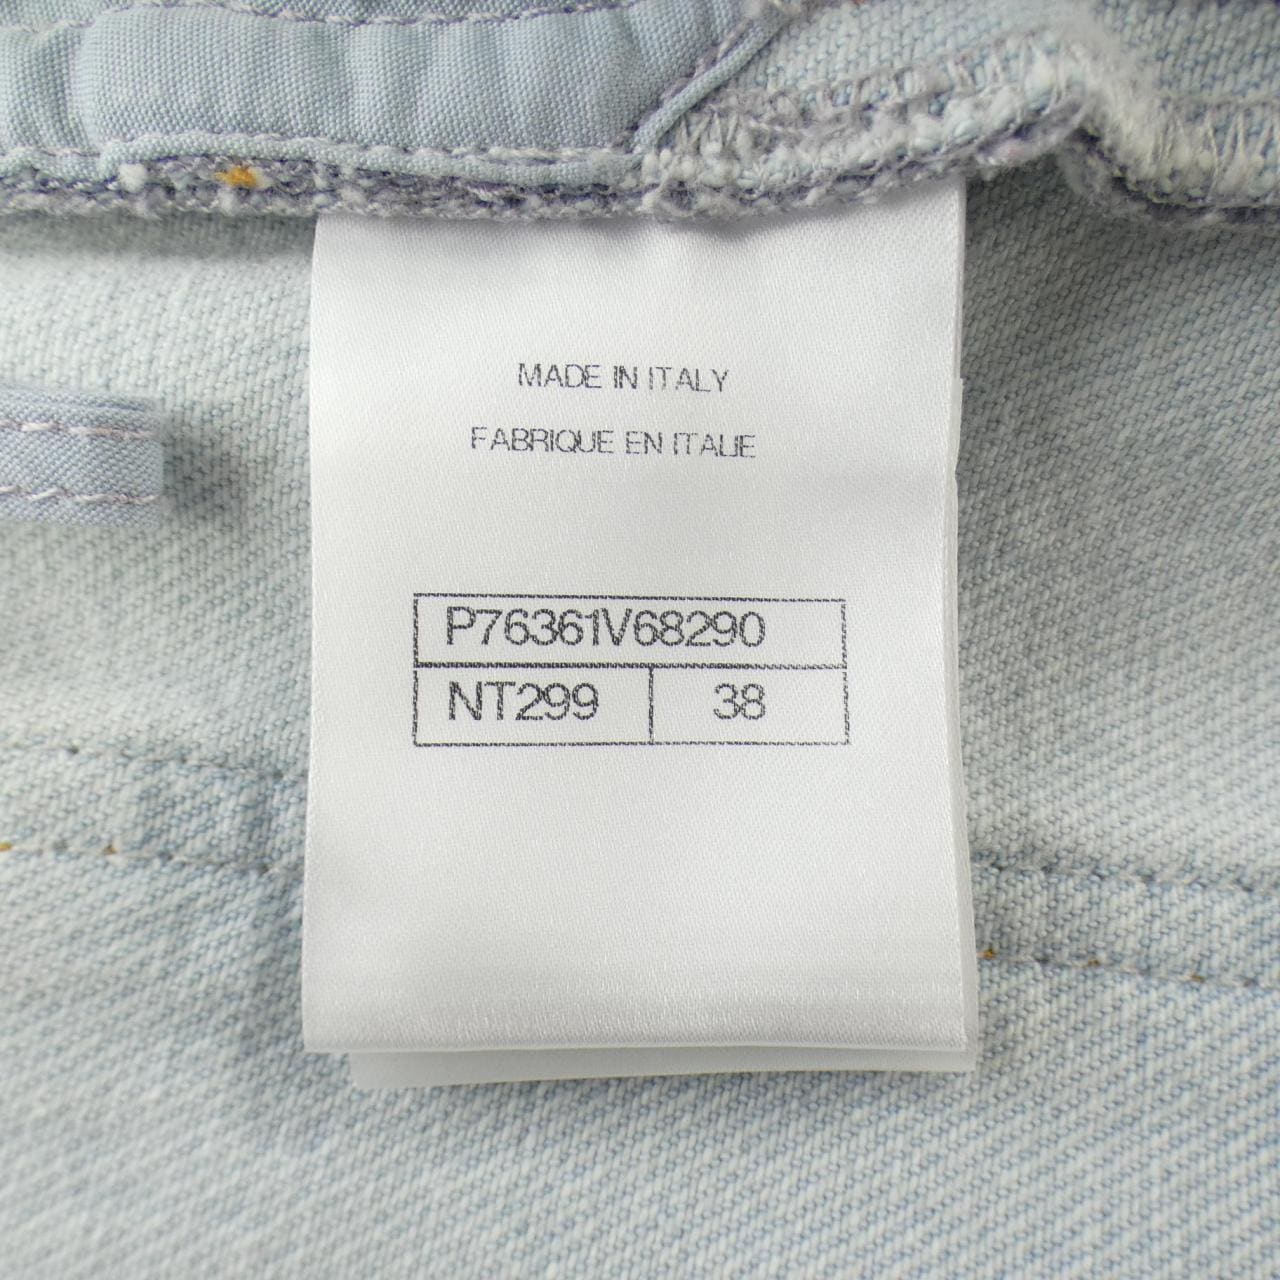 MADE IN ITALY
FABRIQUE EN ITALIE
P76361V68290
NT299 38